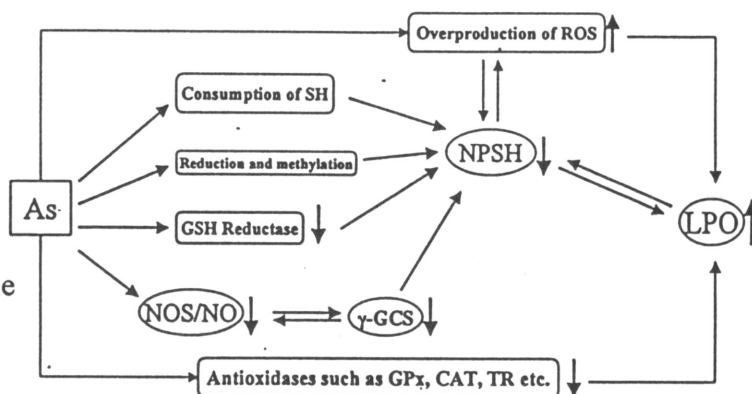 Overproduction of ROS
Consumption of SH
NPSH
Reduction and methylation
As
GSH Reductase
LPO
e
NOS/NO
γ-GCS
Antioxidases such as GPx, CAT, TR etc.